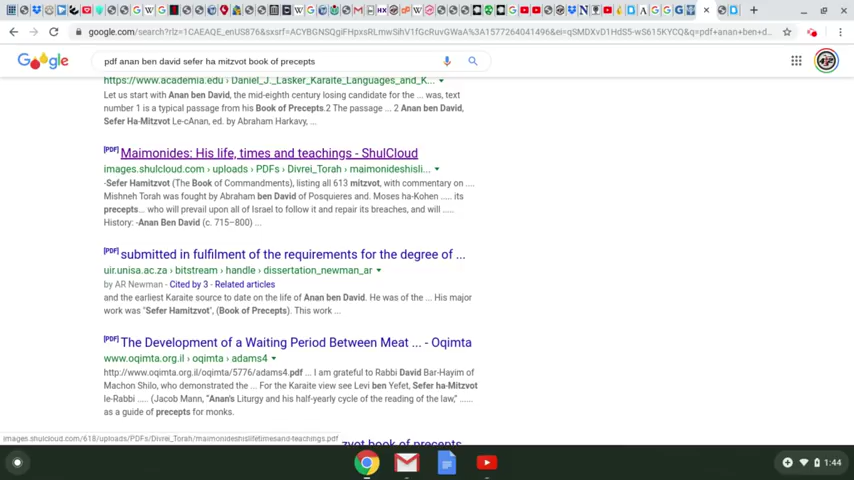 google.com/search?rlz=1CAEAQE_enUS876&sxsrf=ACYBGNSQgiFHpxsRLmwSihV1fGcRuvGWaA%3A1577264041496&ei=qSMDXvD1HdS5-wS615KYCQ&q=pdf+anan+ben+d...
Google
pdf anan ben david sefer ha mitzvot book of precepts
https://www.academia.edu › Daniel_J._Lasker_Karaite_Languages_and_K...
Let us start with Anan ben David, the mid-eighth century losing candidate for the ... was, text
number 1 is a typical passage from his Book of Precepts.2 The passage ... 2 Anan ben David,
Sefer Ha-Mitzvot Le-cAnan, ed. by Abraham Harkavy, ...
[PDF] Maimonides: His life, times and teachings - ShulCloud
images.shulcloud.com › uploads › PDFs › Divrei_Torah › maimonideshisli...
-Sefer Hamitzvot (The Book of Commandments), listing all 613 mitzvot, with commentary on ....
Mishneh Torah was fought by Abraham ben David of Posquieres and. Moses ha-Kohen ..... its
precepts... who will prevail upon all of Israel to follow it and repair its breaches, and will .....
History: -Anan Ben David (c. 715–800) ...
[PDF] submitted in fulfilment of the requirements for the degree of ...
uir.unisa.ac.za › bitstream › handle › dissertation_newman_ar
by AR Newman - Cited by 3 - Related articles
and the earliest Karaite source to date on the life of Anan ben David. He was of the ... His major
work was "Sefer Hamitzvot", (Book of Precepts). This work ...
[PDF] The Development of a Waiting Period Between Meat ... - Oqimta
www.oqimta.org.il › oqimta › adams4
http://www.oqimta.org.il/oqimta/5776/adams4.pdf ... I am grateful to Rabbi David Bar-Hayim of
Machon Shilo, who demonstrated the ... For the Karaite view see Levi ben Yefet, Sefer ha-Mitzvot
le-Rabbi ..... (Jacob Mann, "Anan's Liturgy and his half-yearly cycle of the reading of the law," ......
as a guide of precepts for monks.
images.shulcloud.com/618/uploads/PDFs/Divrei_Torah/maimonideshislifetimesand-teachings.pdf
zvot book of precepts
1:44